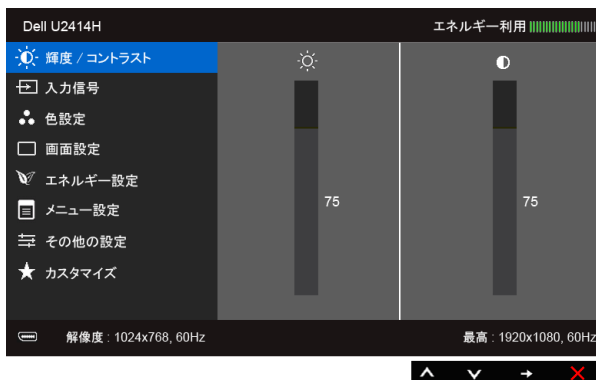 Dell U2414H
エネルギー利用
輝度 / コントラスト
入力信号
色設定
画面設定
エネルギー設定
メニュー設定
その他の設定
カスタマイズ
75
75
解像度 : 1024x768, 60Hz
最高 : 1920x1080, 60Hz